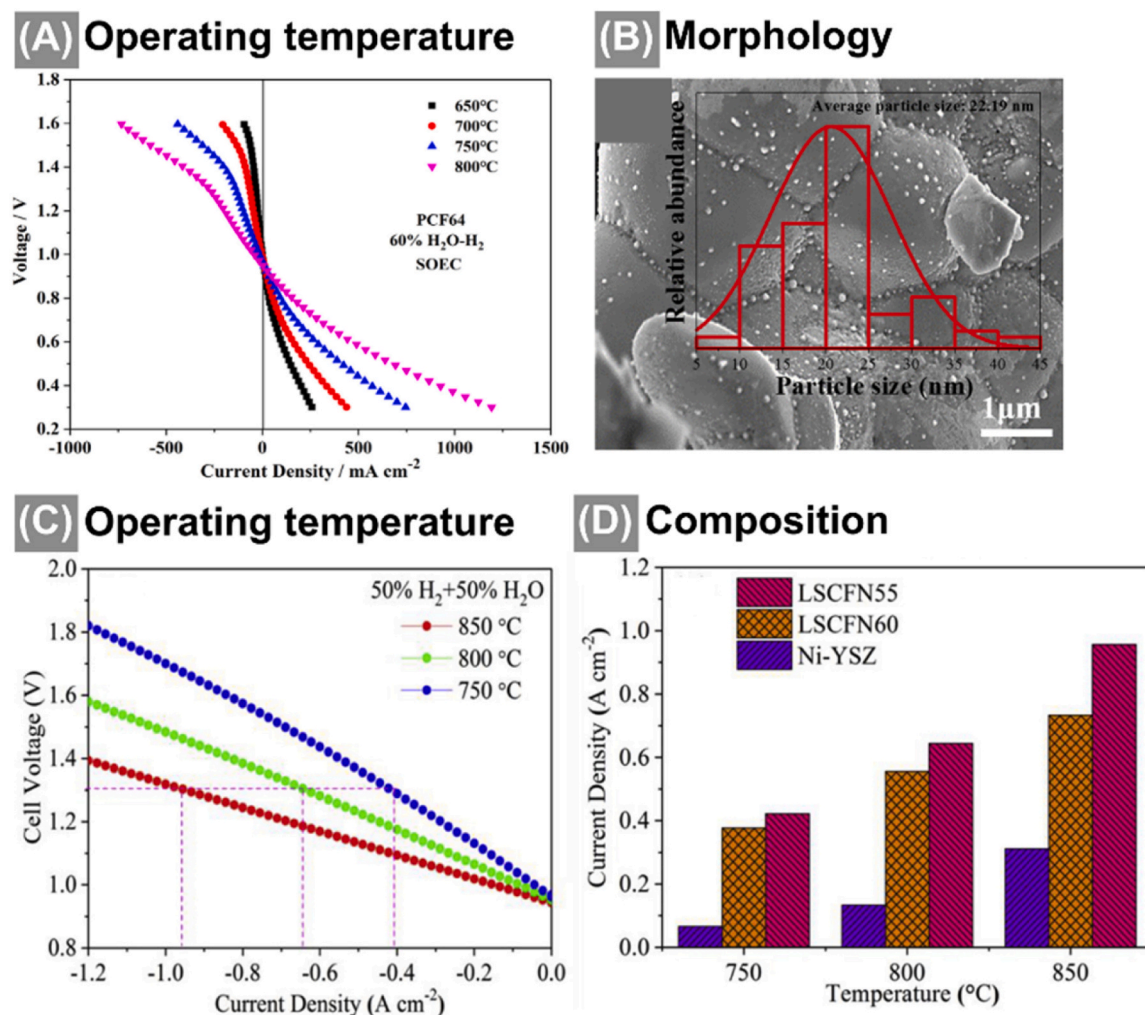 (A) Operating temperature
1.8
1.6
1.4
1.2
1.0
0.8
0.6
0.4
0.2
Voltage / V
650°C
700°C
750°C
800°C
PCF64
60% H₂O-H₂
SOEC
-1000
-500
0
500
1000
1500
Current Density / mA cm⁻²
(B) Morphology
Average particle size: 22.19 nm
Relative abundance
5
10
15
20
25
30
35
40
45
Particle size (nm)
1μm
(C) Operating temperature
2.0
1.8
1.6
1.4
1.2
1.0
0.8
Cell Voltage (V)
50% H₂+50% H₂O
850 °C
800 °C
750 °C
-1.2
-1.0
-0.8
-0.6
-0.4
-0.2
0.0
Current Density (A cm⁻²)
(D) Composition
1.2
1.0
0.8
0.6
0.4
0.2
0.0
Current Density (A cm⁻²)
LSCFN55
LSCFN60
Ni-YSZ
750
800
850
Temperature (°C)